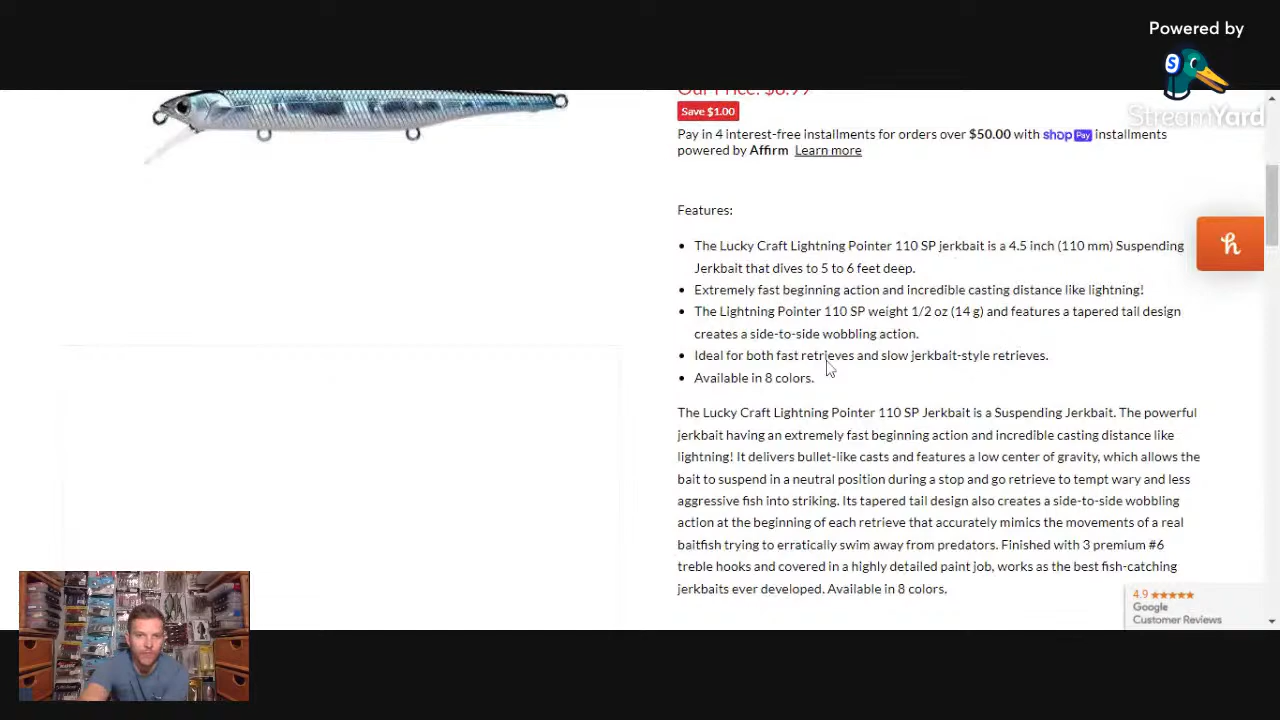 Powered by
S
StreamYard
Our Price: $6.99
Save $1.00
Pay in 4 interest-free installments for orders over $50.00 with shop Pay installments
powered by Affirm Learn more
h
Features:
The Lucky Craft Lightning Pointer 110 SP jerkbait is a 4.5 inch (110 mm) Suspending
Jerkbait that dives to 5 to 6 feet deep.
Extremely fast beginning action and incredible casting distance like lightning!
The Lightning Pointer 110 SP weight 1/2 oz (14 g) and features a tapered tail design
creates a side-to-side wobbling action.
Ideal for both fast retrieves and slow jerkbait-style retrieves.
Available in 8 colors.
The Lucky Craft Lightning Pointer 110 SP Jerkbait is a Suspending Jerkbait. The powerful
jerkbait having an extremely fast beginning action and incredible casting distance like
lightning! It delivers bullet-like casts and features a low center of gravity, which allows the
bait to suspend in a neutral position during a stop and go retrieve to tempt wary and less
aggressive fish into striking. Its tapered tail design also creates a side-to-side wobbling
action at the beginning of each retrieve that accurately mimics the movements of a real
baitfish trying to erratically swim away from predators. Finished with 3 premium #6
treble hooks and covered in a highly detailed paint job, works as the best fish-catching
jerkbaits ever developed. Available in 8 colors.
4.9 ★★★★★
Google
Customer Reviews